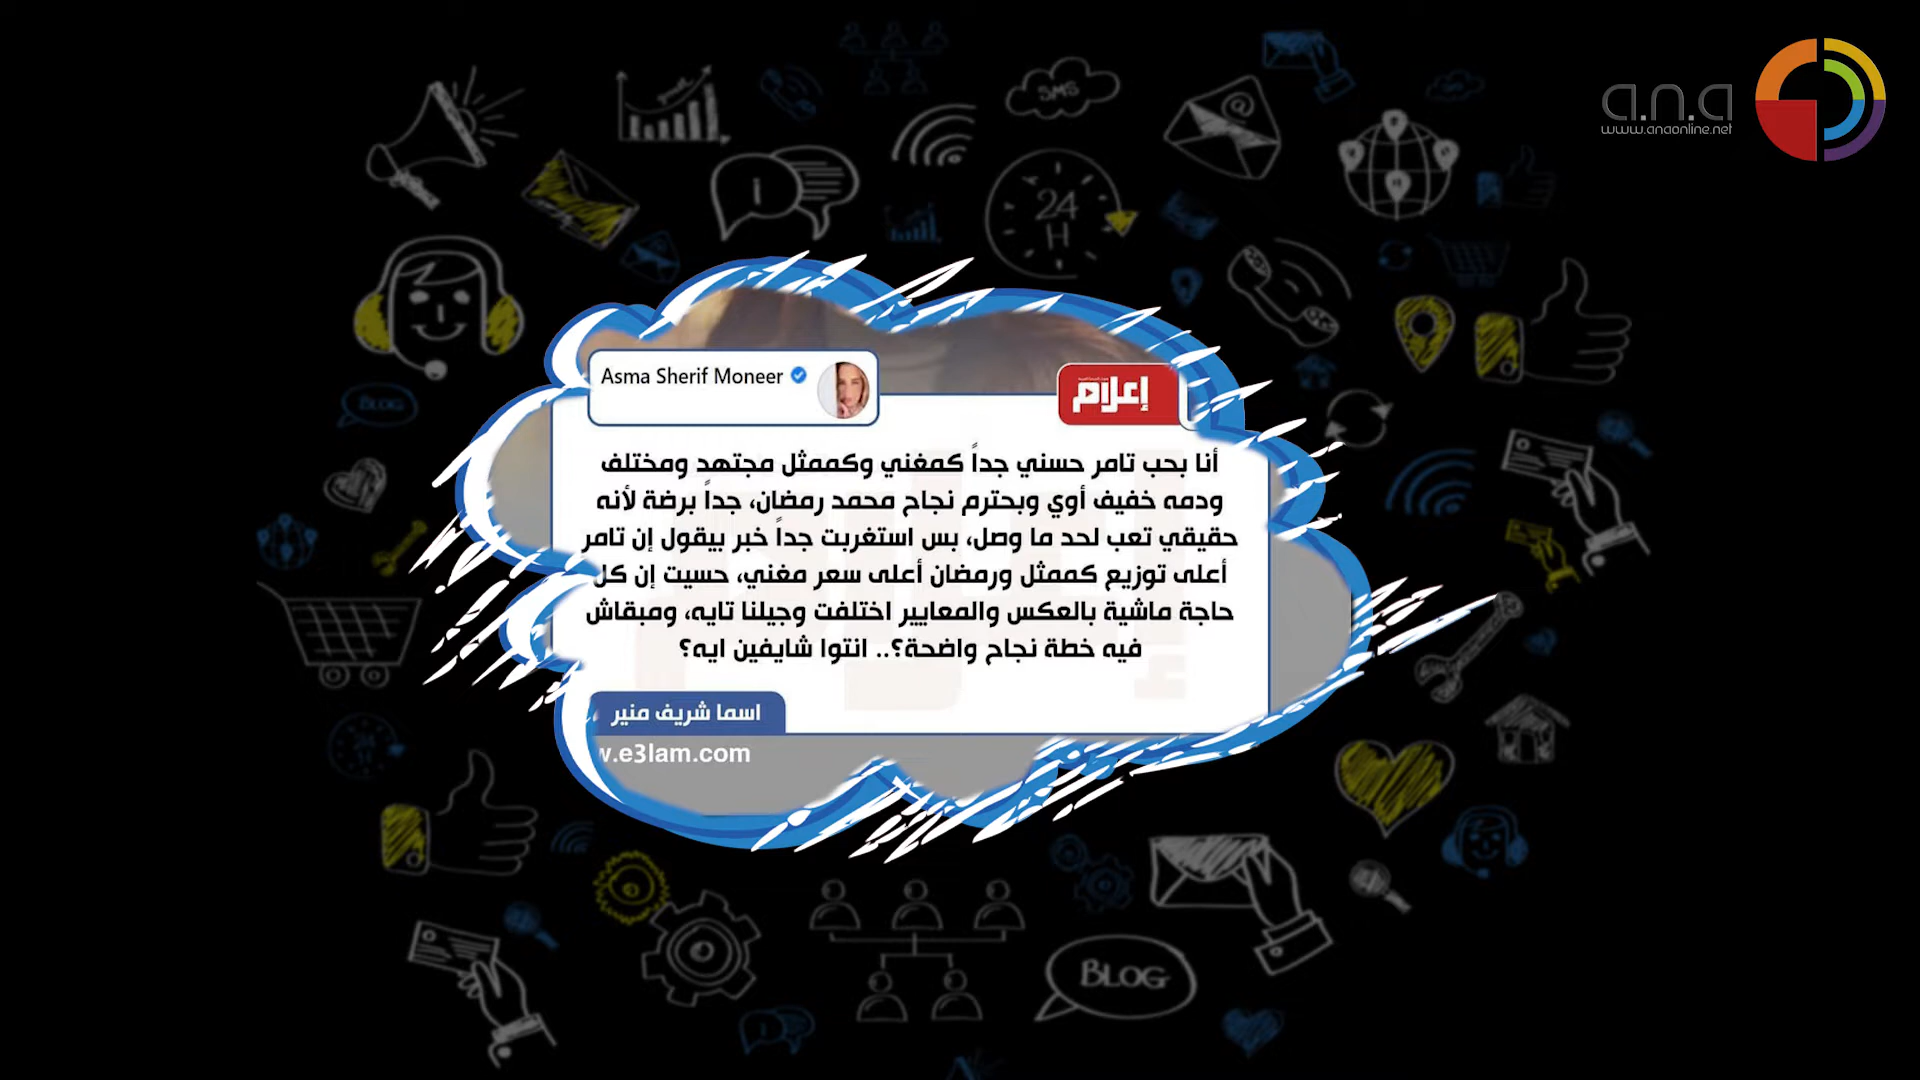 a.n.a
www.anaonline.net
SMS
i
24
H
BLOG
Asma Sherif Moneer
إعلام
أنا بحب تامر حسني جداً كمغني وكممثل مجتهد ومختلف
ودمه خفيف أوي وبحترم نجاح محمد رمضان، جداً برضة لأنه
حقيقي تعب لحد ما وصل، بس استغربت جداً خبر بيقول إن تامر
أعلى توزيع كممثل ورمضان أعلى سعر مغني، حسيت إن كل
حاجة ماشية بالعكس والمعايير اختلفت وجيلنا تايه، ومبقاش
فيه خطة نجاح واضحة؟.. انتوا شايفين ايه؟
اسما شريف منير
w.e3lam.com
24
H
BLOG
i